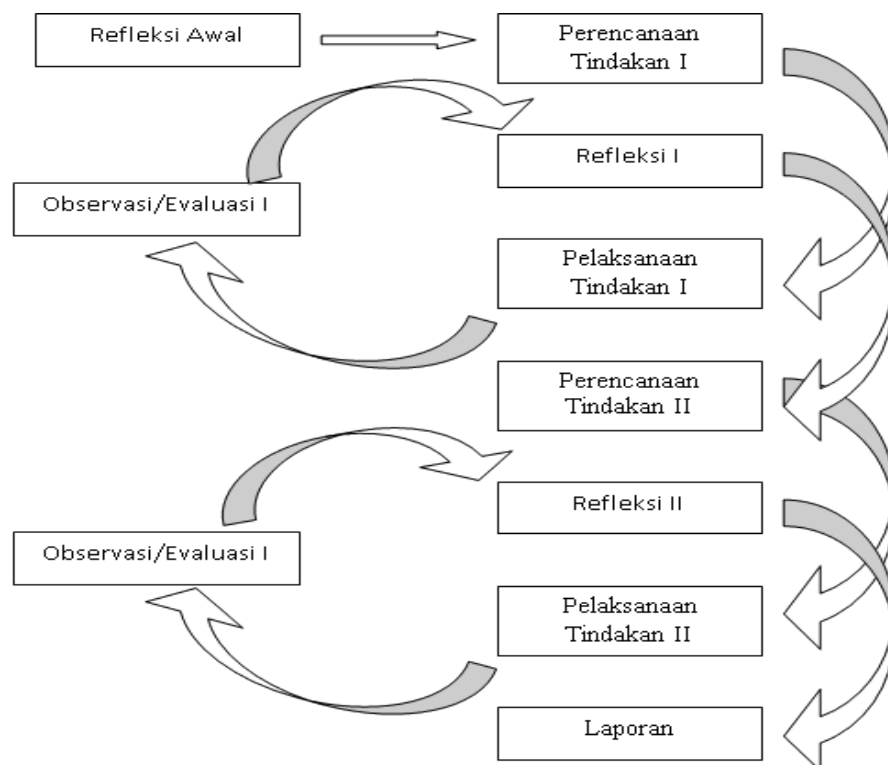 Refleksi Awal
Perencanaan
Tindakan I
Refleksi I
Observasi/Evaluasi I
Pelaksanaan
Tindakan I
Perencanaan
Tindakan II
Refleksi II
Observasi/Evaluasi I
Pelaksanaan
Tindakan II
Laporan